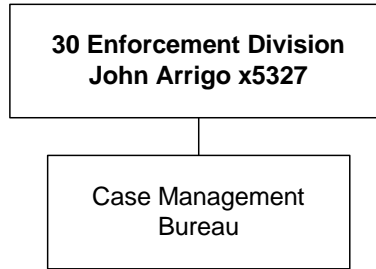 30 Enforcement Division
John Arrigo x5327
Case Management
Bureau